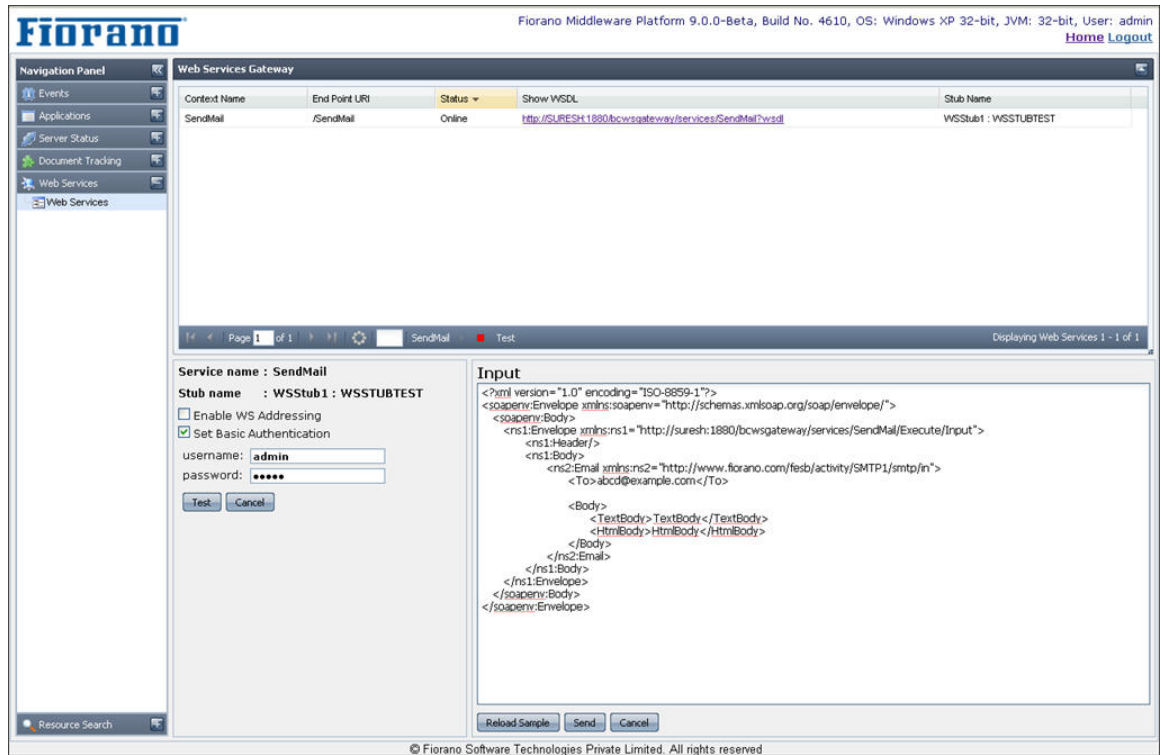 Fiorano
Fiorano Middleware Platform 9.0.0-Beta, Build No. 4610, OS: Windows XP 32-bit, JVM: 32-bit, User: admin
Home Logout
Navigation Panel
Events
Applications
Server Status
Document Tracking
Web Services
Web Services
Resource Search
Web Services Gateway
Context Name End Point URI Status Show WSDL Stub Name
SendMail /SendMail Online http://SURESH:1880/bcwsgateway/services/SendMail?wsdl WSStub1 : WSSTUBTEST
Page 1 of 1 SendMail Test Displaying Web Services 1 - 1 of 1
Service name : SendMail
Stub name : WSStub1 : WSSTUBTEST
Enable WS Addressing
Set Basic Authentication
username: admin
password: •••••
Test Cancel
Input
<?xml version="1.0" encoding="ISO-8859-1"?>
<soapenv:Envelope xmlns:soapenv="http://schemas.xmlsoap.org/soap/envelope/">
<soapenv:Body>
<ns1:Envelope xmlns:ns1="http://suresh:1880/bcwsgateway/services/SendMail/Execute/Input">
<ns1:Header/>
<ns1:Body>
<ns2:Email xmlns:ns2="http://www.fiorano.com/fesb/activity/SMTP1/smtp/in">
<To>abcd@example.com</To>
<Body>
<TextBody>TextBody</TextBody>
<HtmlBody>HtmlBody</HtmlBody>
</Body>
</ns2:Email>
</ns1:Body>
</ns1:Envelope>
</soapenv:Body>
</soapenv:Envelope>
Reload Sample Send Cancel
© Fiorano Software Technologies Private Limited. All rights reserved